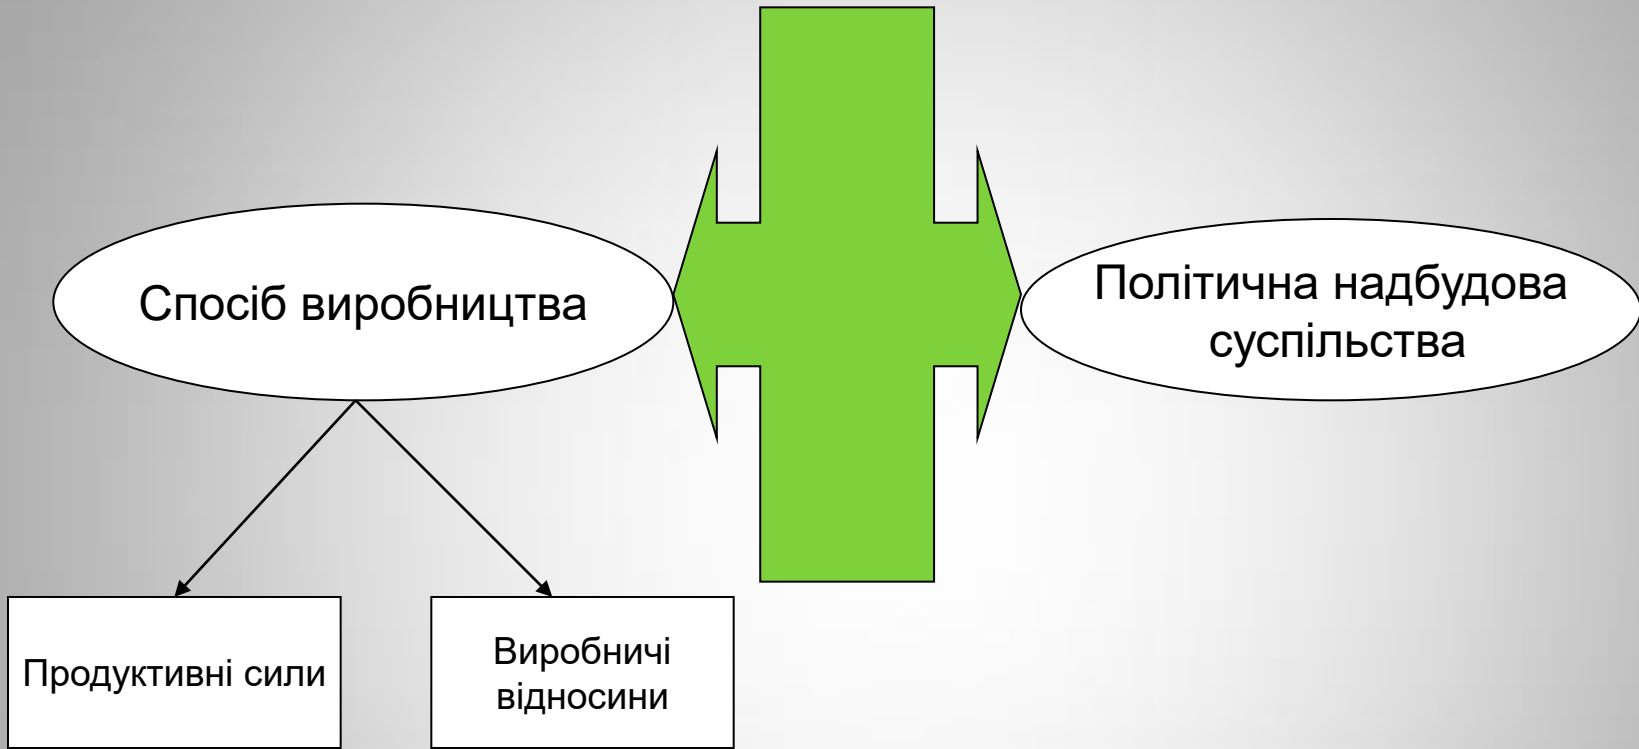 Спосіб виробництва
Політична надбудова
суспільства
Продуктивні сили
Виробничі
відносини